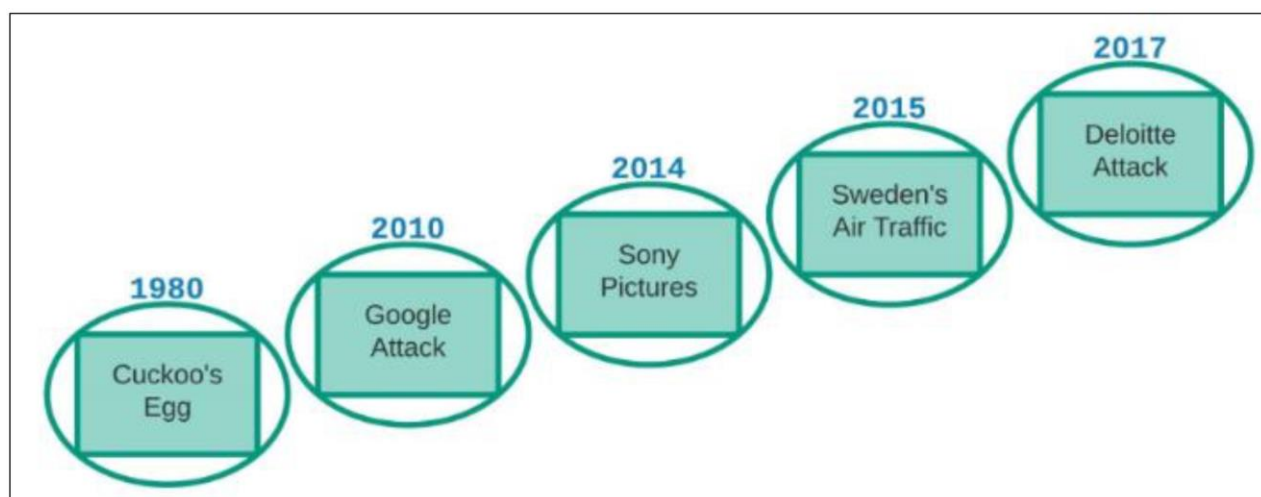 1980
Cuckoo's
Egg
2010
Google
Attack
2014
Sony
Pictures
2015
Sweden's
Air Traffic
2017
Deloitte
Attack